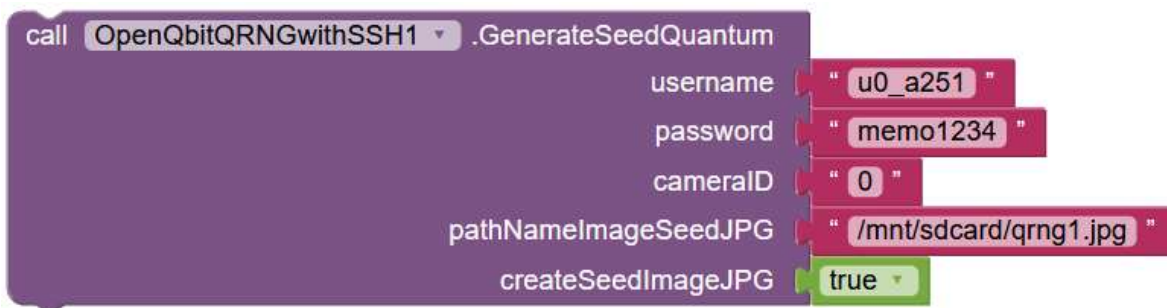 call OpenQbitQRNGwithSSH1 .GenerateSeedQuantum
username “ u0_a251 ”
password “ memo1234 ”
cameraID “ 0 ”
pathNameImageSeedJPG “ /mnt/sdcard/qrng1.jpg ”
createSeedImageJPG true